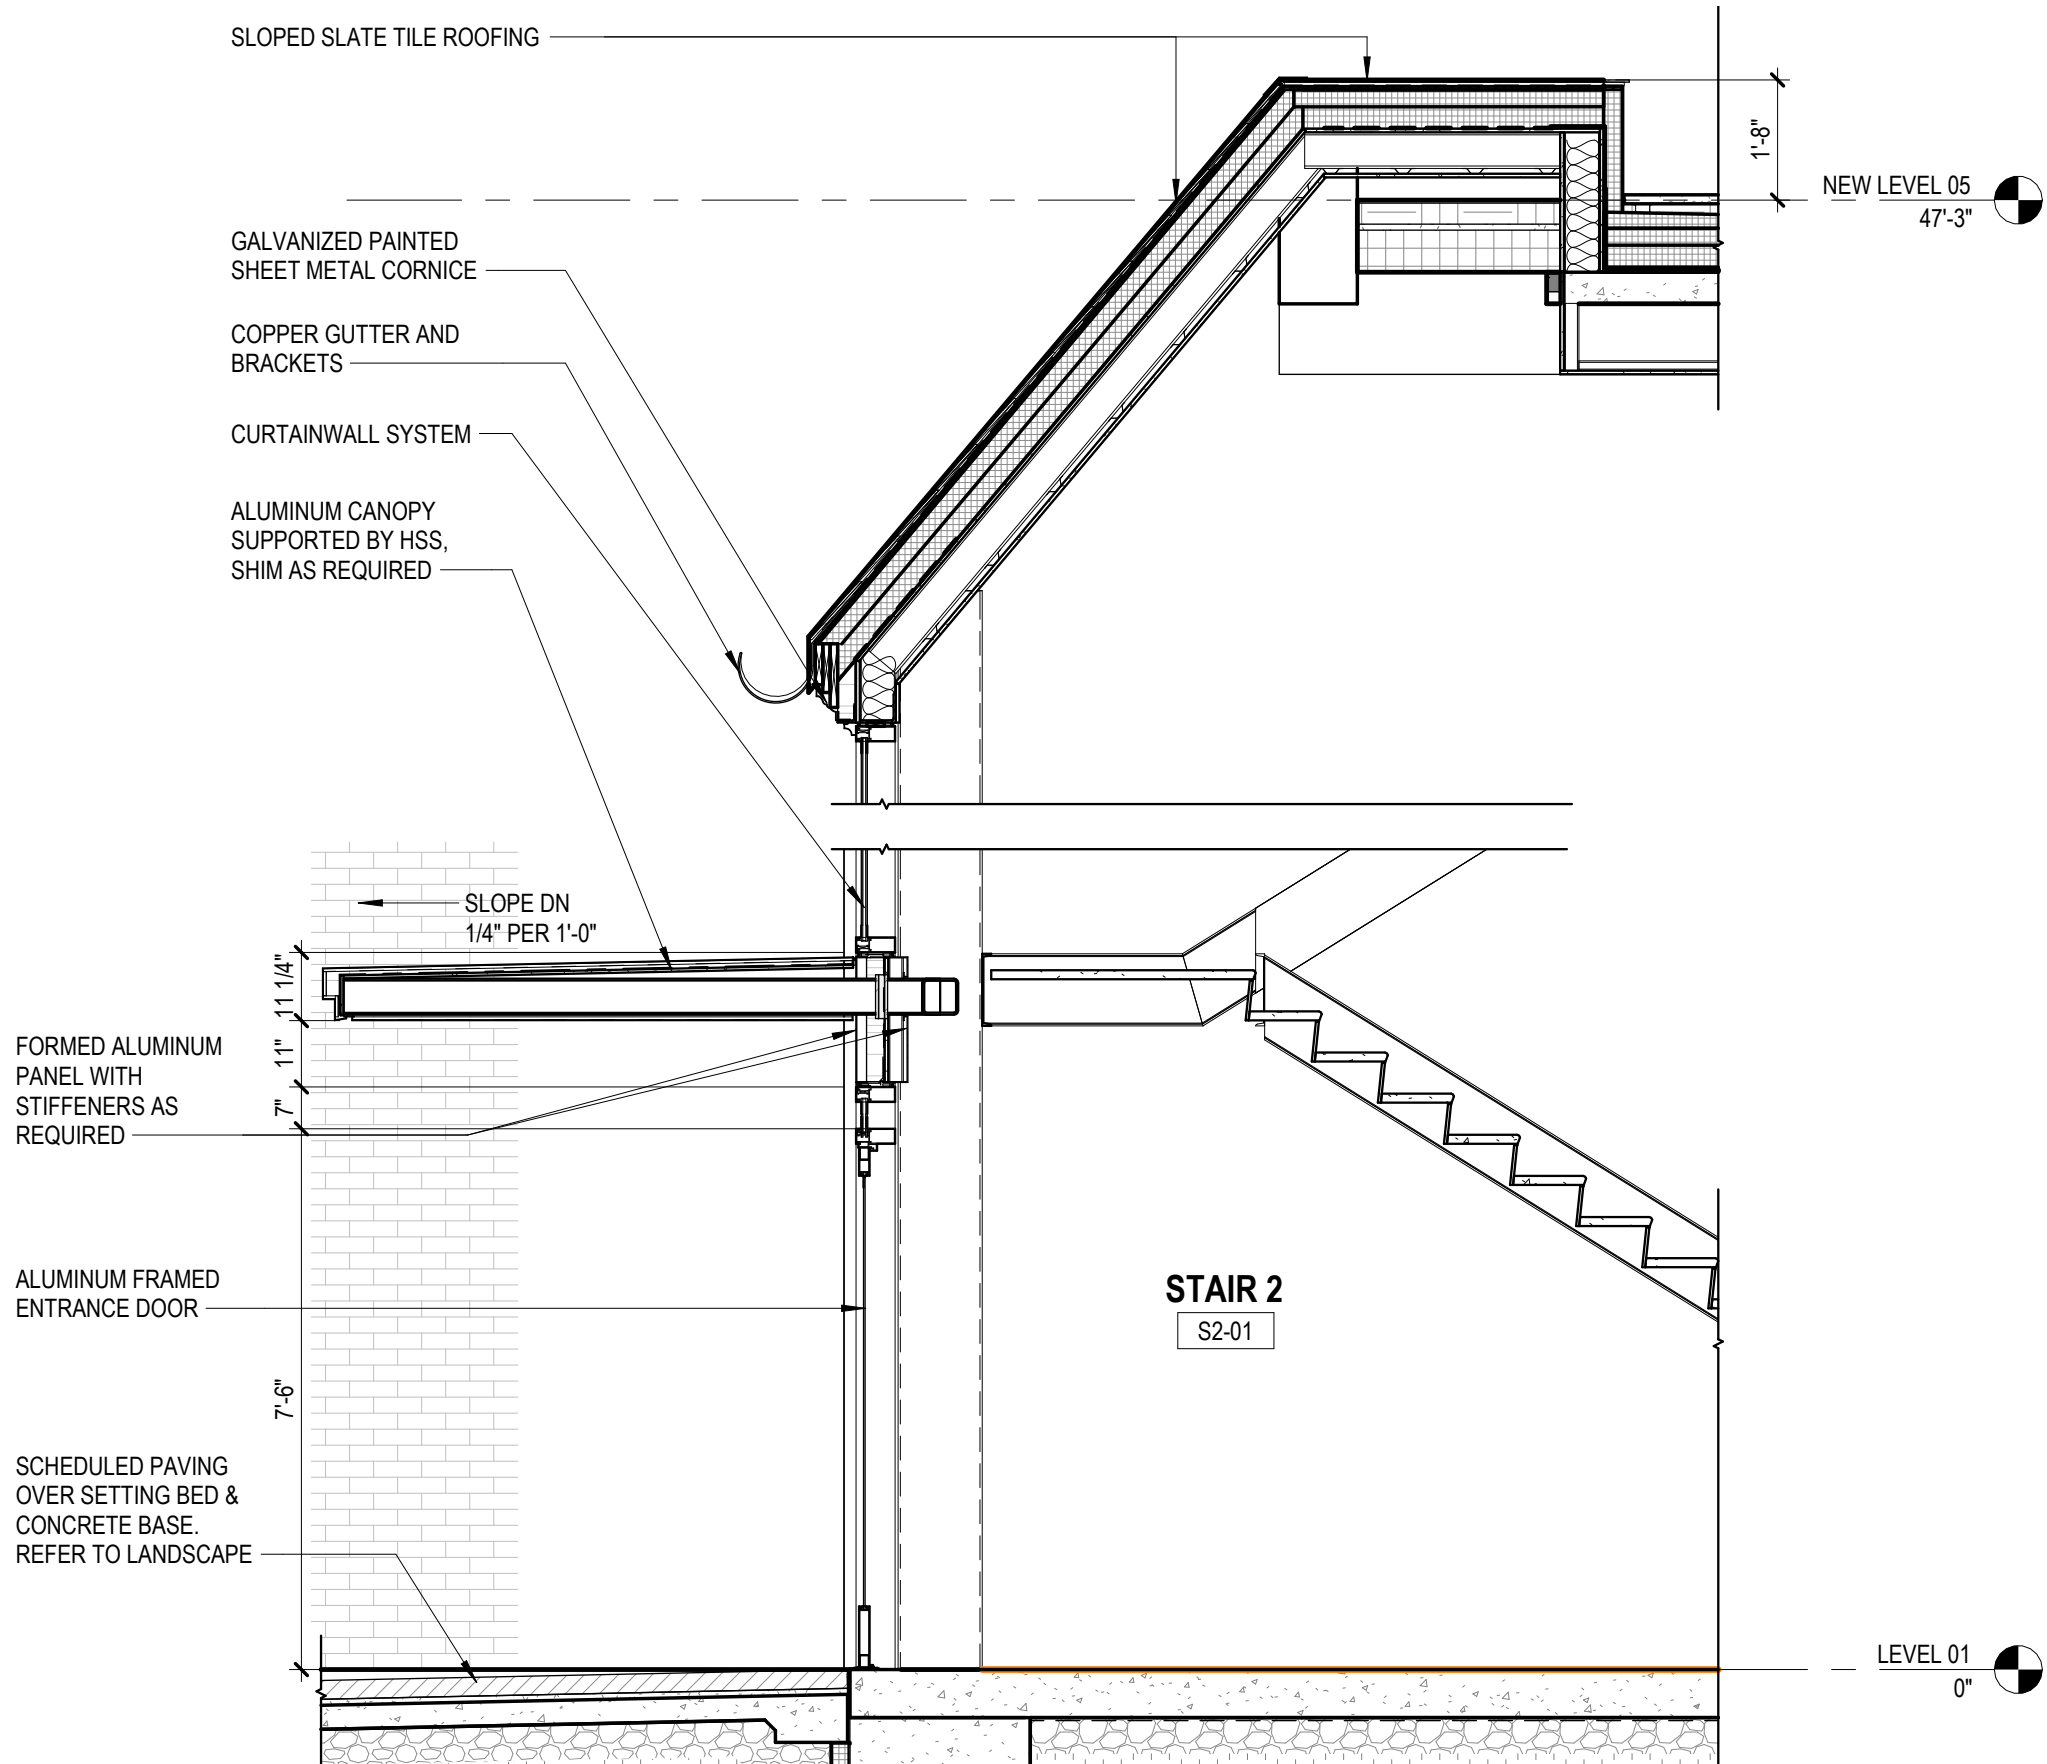 SLOPED SLATE TILE ROOFING
1'-8"
NEW LEVEL 05
47'-3"
GALVANIZED PAINTED
SHEET METAL CORNICE
COPPER GUTTER AND
BRACKETS
CURTAINWALL SYSTEM
ALUMINUM CANOPY
SUPPORTED BY HSS,
SHIM AS REQUIRED
SLOPE DN
1/4" PER 1'-0"
11 1/4"
11"
7"
7'-6"
FORMED ALUMINUM
PANEL WITH
STIFFENERS AS
REQUIRED
ALUMINUM FRAMED
ENTRANCE DOOR
STAIR 2
S2-01
SCHEDULED PAVING
OVER SETTING BED &
CONCRETE BASE.
REFER TO LANDSCAPE
LEVEL 01
0"